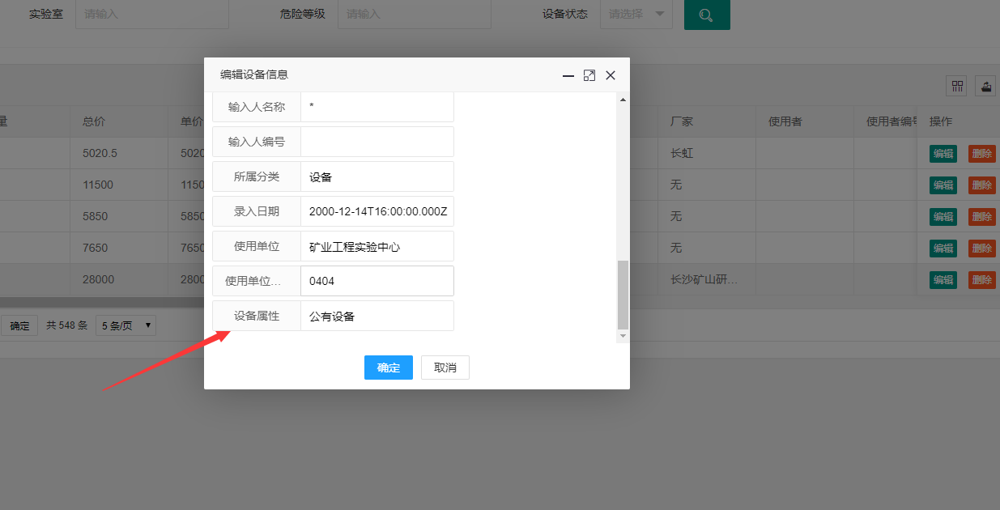 实验室 请输入 危险等级 请输入 设备状态 请选择
编辑设备信息
量 总价 单价 厂家 使用者 使用者编号 操作
5020.5 5020 长虹 编辑 删除
11500 1150 无 编辑 删除
5850 5850 无 编辑 删除
7650 7650 无 编辑 删除
28000 2800 长沙矿山研... 编辑 删除
确定 共 548 条 5 条/页
输入人名称 *
输入人编号
所属分类 设备
录入日期 2000-12-14T16:00:00.000Z
使用单位 矿业工程实验中心
使用单位... 0404
设备属性 公有设备
确定 取消